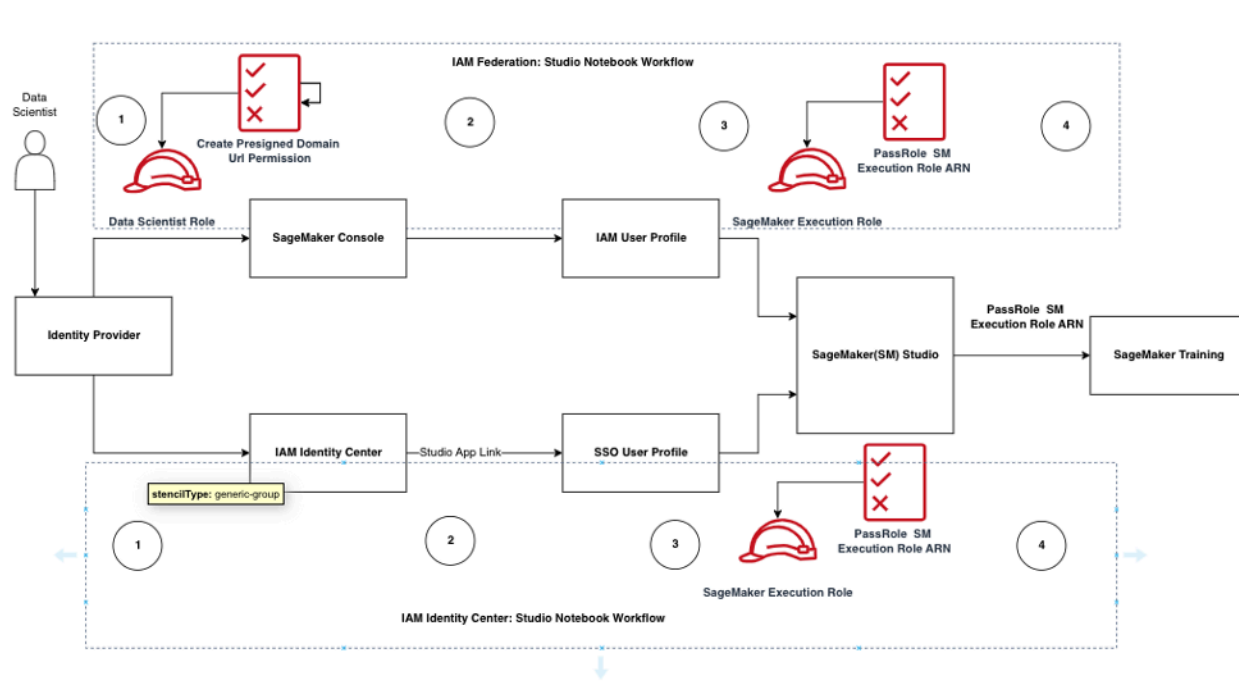 IAM Federation: Studio Notebook Workflow
Data
Scientist
1
Create Presigned Domain
Url Permission
2
3
PassRole SM
Execution Role ARN
4
Data Scientist Role
SageMaker Execution Role
SageMaker Console
IAM User Profile
Identity Provider
SageMaker(SM) Studio
PassRole SM
Execution Role ARN
SageMaker Training
IAM Identity Center
Studio App Link
SSO User Profile
stencilType: generic-group
1
2
3
PassRole SM
Execution Role ARN
4
SageMaker Execution Role
IAM Identity Center: Studio Notebook Workflow